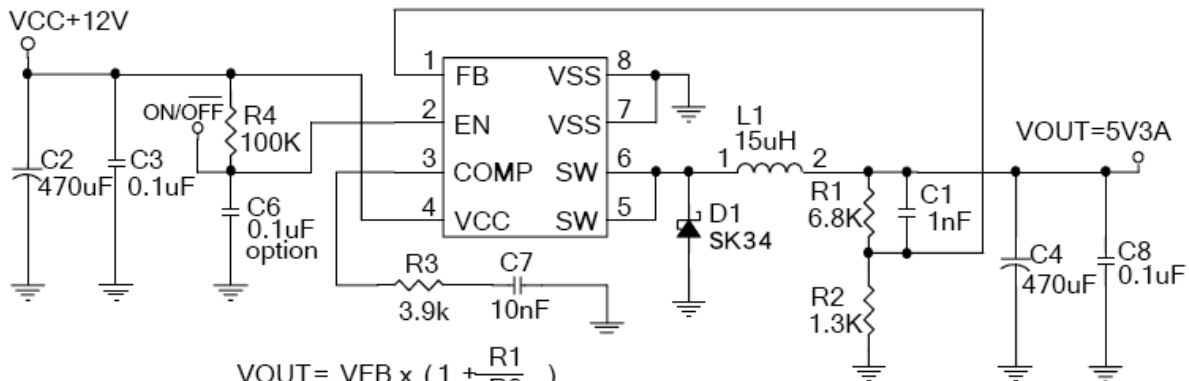 VCC+12V
ON/OFF
R4
100K
C2
470uF
C3
0.1uF
C6
0.1uF
option
1
FB
2
EN
3
COMP
4
VCC
VSS
8
VSS
7
SW
6
SW
5
R3
3.9k
C7
10nF
D1
SK34
L1
15uH
1
2
R1
6.8K
C1
1nF
R2
1.3K
VOUT=5V3A
C4
470uF
C8
0.1uF
VOUT= VFB x ( 1 + R1 )